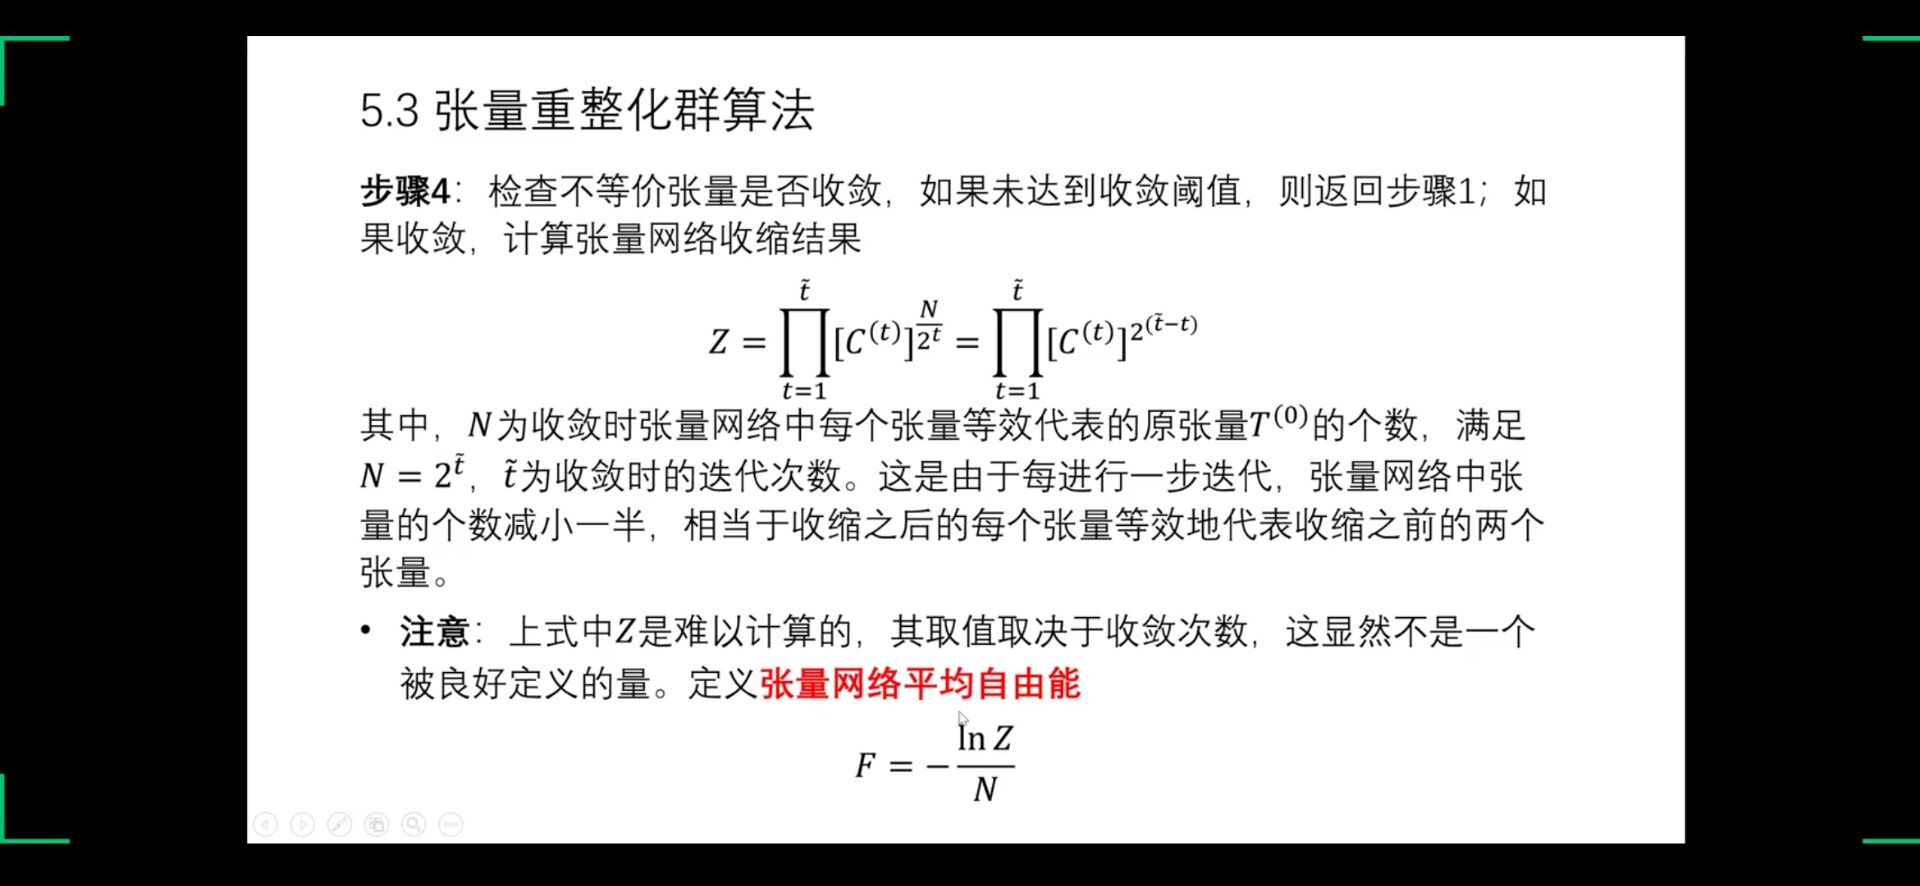 5.3 张量重整化群算法
步骤4：检查不等价张量是否收敛，如果未达到收敛阈值，则返回步骤1；如
果收敛，计算张量网络收缩结果
$Z = \prod_{t=1}^{\tilde{t}} [C^{(t)}]^{\frac{N}{2^t}} = \prod_{t=1}^{\tilde{t}} [C^{(t)}]^{2^{(\tilde{t}-t)}}$
其中，$N$为收敛时张量网络中每个张量等效代表的原张量$T^{(0)}$的个数，满足
$N = 2^{\tilde{t}}$，$\tilde{t}$为收敛时的迭代次数。这是由于每进行一步迭代，张量网络中张
量的个数减小一半，相当于收缩之后的每个张量等效地代表收缩之前的两个
张量。
• 注意：上式中$Z$是难以计算的，其取值取决于收敛次数，这显然不是一个
被良好定义的量。定义张量网络平均自由能
$F = -\frac{\ln Z}{N}$